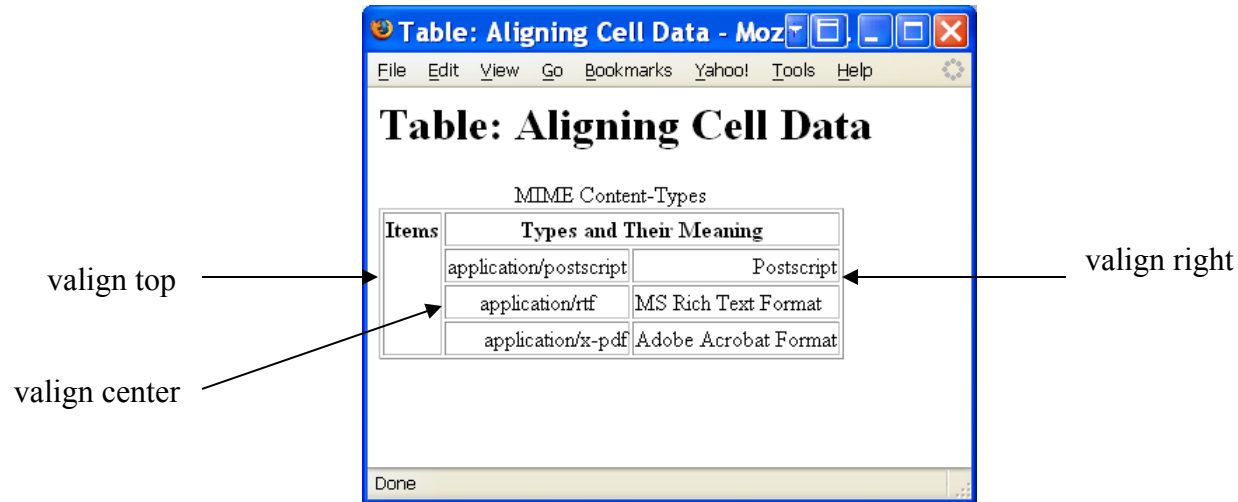 Table: Aligning Cell Data - Moz
File Edit View Go Bookmarks Yahoo! Tools Help
Table: Aligning Cell Data
MIME Content-Types
Items Types and Their Meaning
application/postscript Postscript
application/rtf MS Rich Text Format
application/x-pdf Adobe Acrobat Format
valign top
valign center
valign right
Done